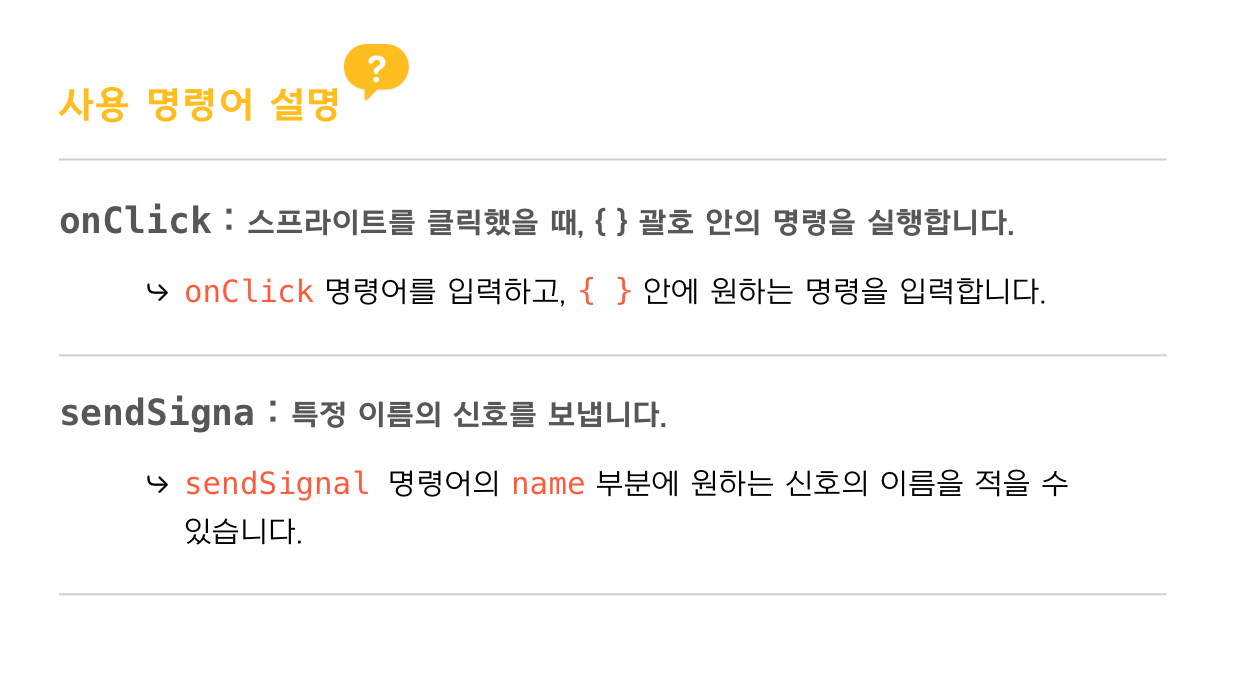 ?
사용 명령어 설명
onClick : 스프라이트를 클릭했을 때, { } 괄호 안의 명령을 실행합니다.
↪ onClick 명령어를 입력하고, { } 안에 원하는 명령을 입력합니다.
sendSigna : 특정 이름의 신호를 보냅니다.
↪ sendSignal 명령어의 name 부분에 원하는 신호의 이름을 적을 수
있습니다.